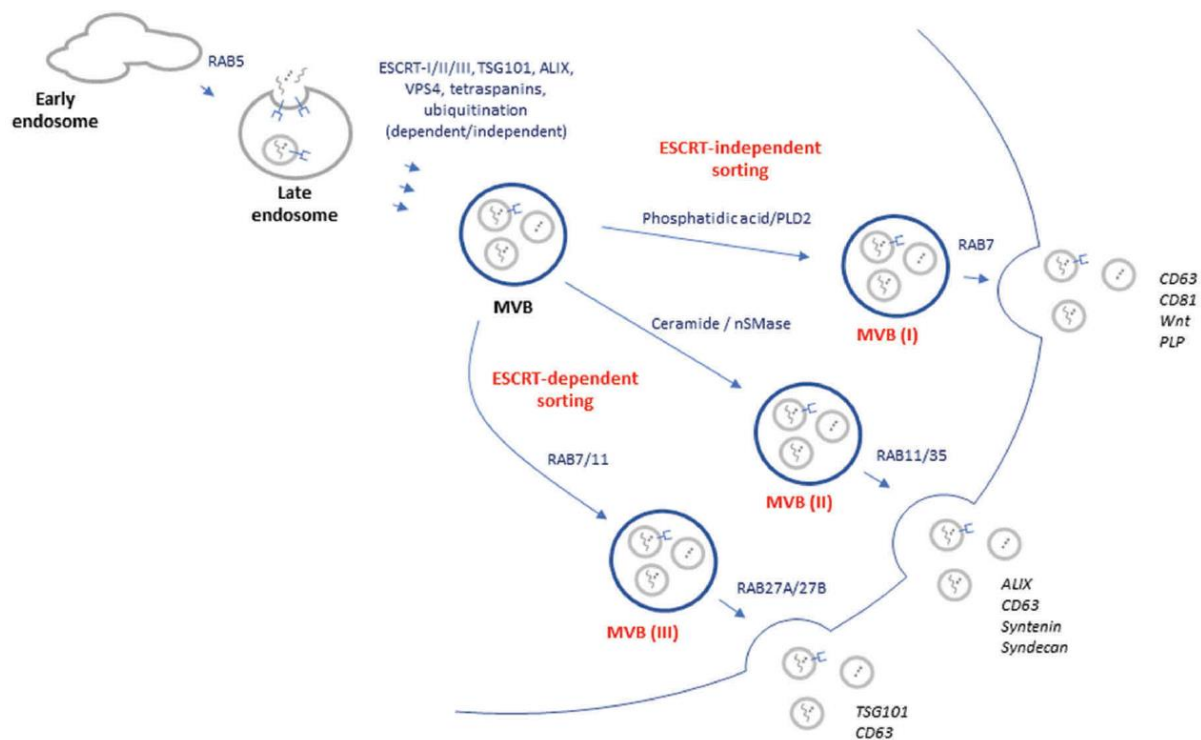 RAB5
Early
endosome
Late
endosome
ESCRT-I/II/III, TSG101, ALIX,
VPS4, tetraspanins,
ubiquitination
(dependent/independent)
MVB
ESCRT-independent
sorting
Phosphatidic acid/PLD2
MVB (I)
RAB7
CD63
CD81
Wnt
PLP
Ceramide / nSMase
MVB (II)
RAB11/35
ALIX
CD63
Syntenin
Syndecan
ESCRT-dependent
sorting
RAB7/11
MVB (III)
RAB27A/27B
TSG101
CD63